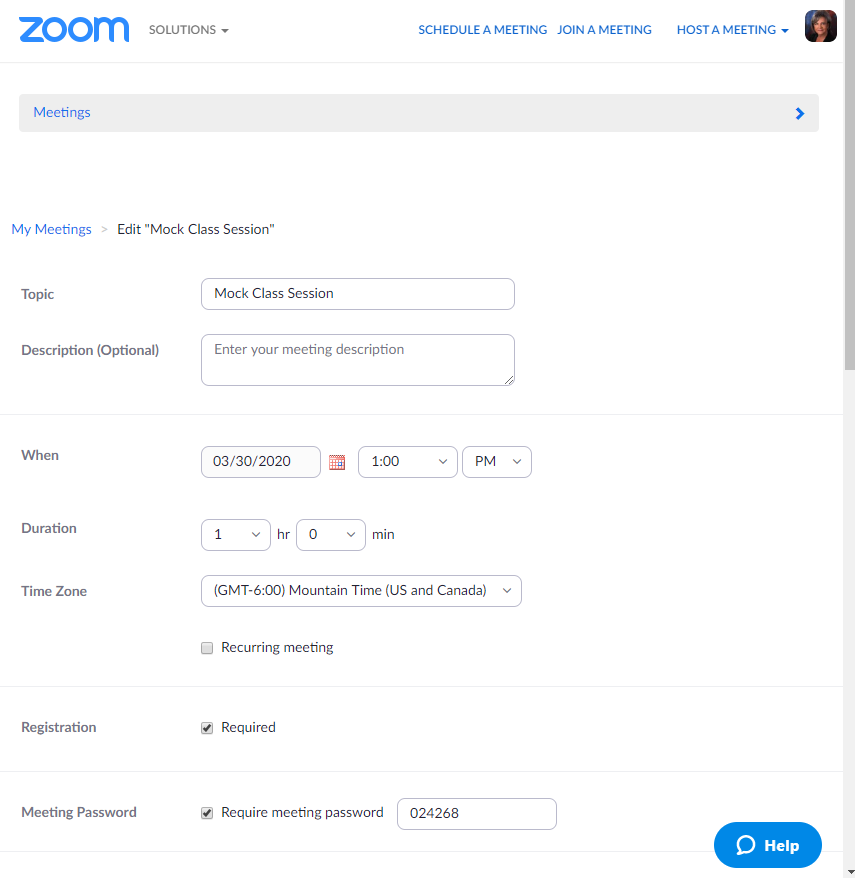 zoom SOLUTIONS SCHEDULE A MEETING JOIN A MEETING HOST A MEETING
Meetings
My Meetings > Edit "Mock Class Session"
Topic Mock Class Session
Description (Optional) Enter your meeting description
When 03/30/2020 1:00 PM
Duration 1 hr 0 min
Time Zone (GMT-6:00) Mountain Time (US and Canada)
Recurring meeting
Registration Required
Meeting Password Require meeting password 024268
Help